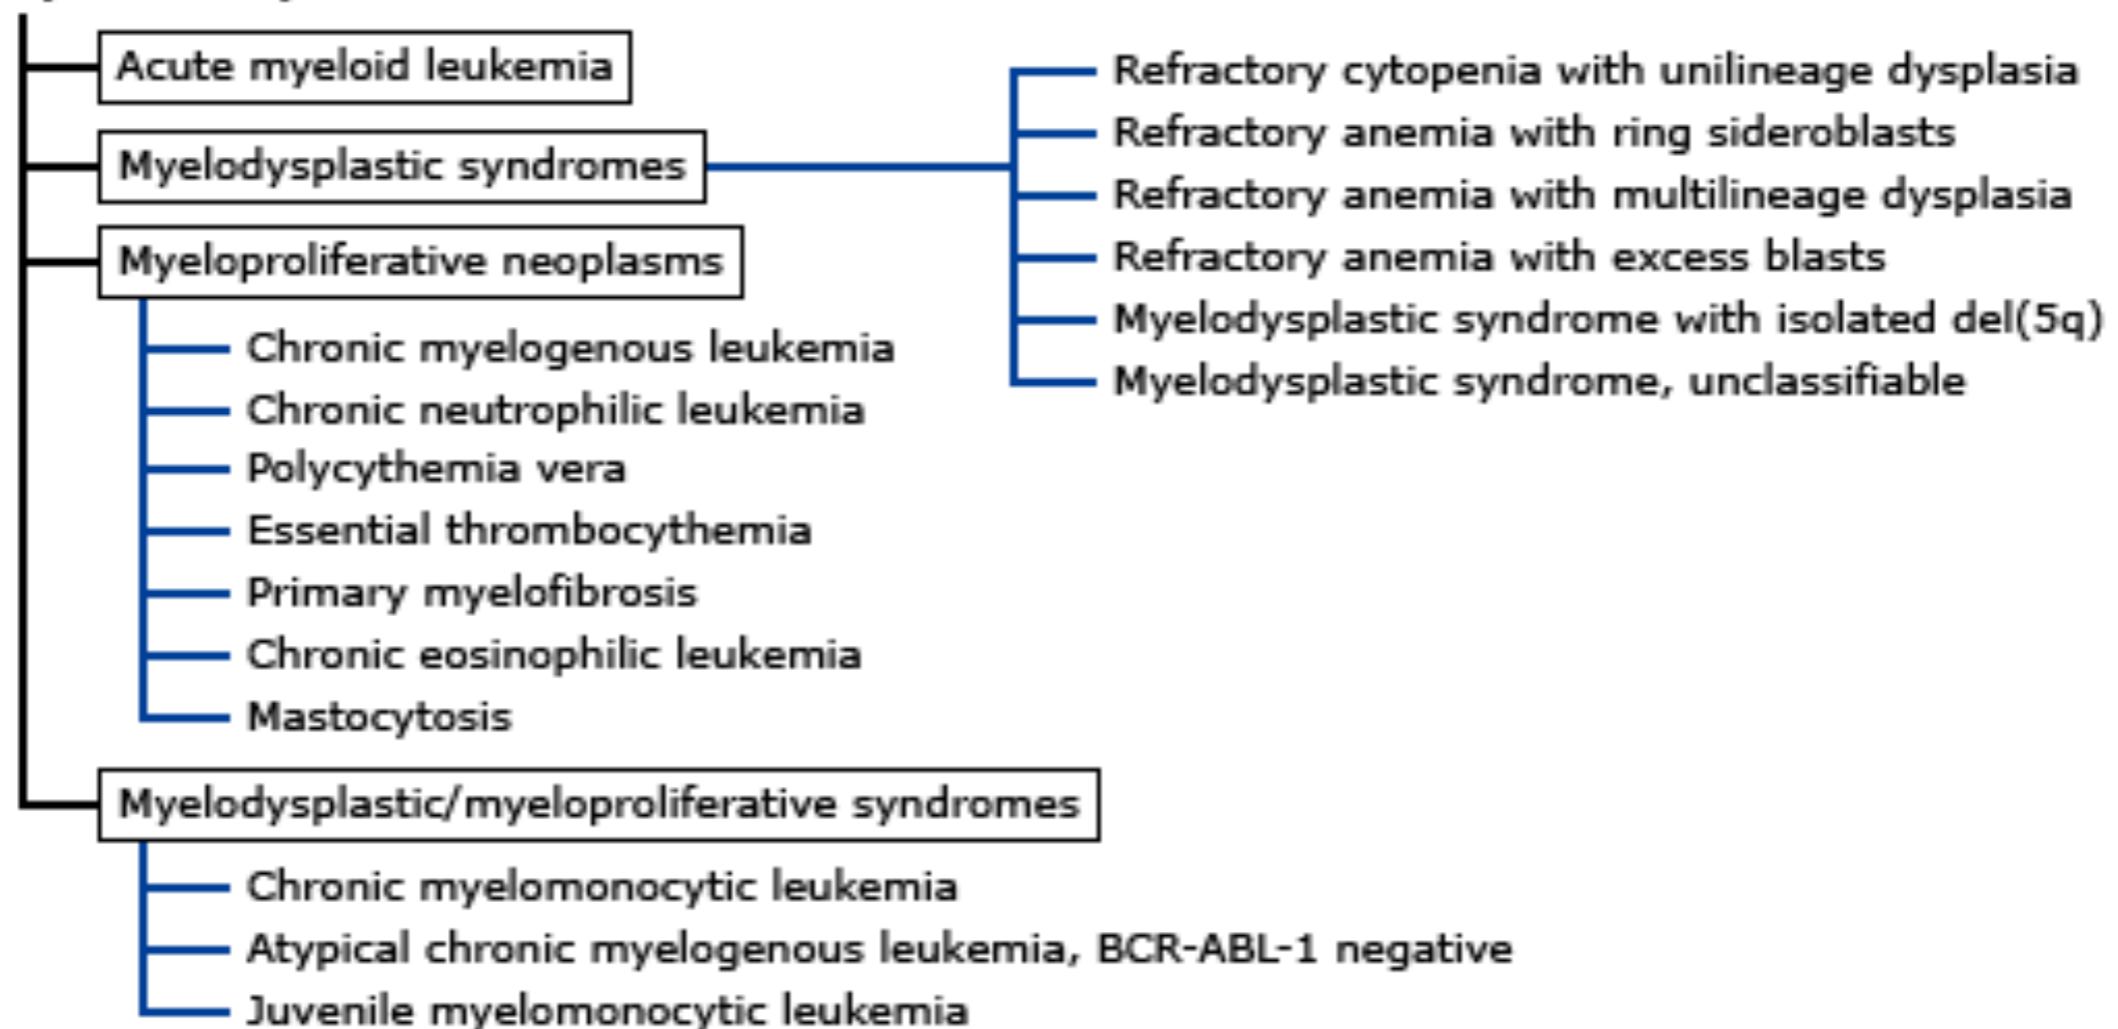 Acute myeloid leukemia
Myelodysplastic syndromes
Refractory cytopenia with unilineage dysplasia
Refractory anemia with ring sideroblasts
Refractory anemia with multilineage dysplasia
Refractory anemia with excess blasts
Myelodysplastic syndrome with isolated del(5q)
Myelodysplastic syndrome, unclassifiable
Myeloproliferative neoplasms
Chronic myelogenous leukemia
Chronic neutrophilic leukemia
Polycythemia vera
Essential thrombocythemia
Primary myelofibrosis
Chronic eosinophilic leukemia
Mastocytosis
Myelodysplastic/myeloproliferative syndromes
Chronic myelomonocytic leukemia
Atypical chronic myelogenous leukemia, BCR-ABL-1 negative
Juvenile myelomonocytic leukemia